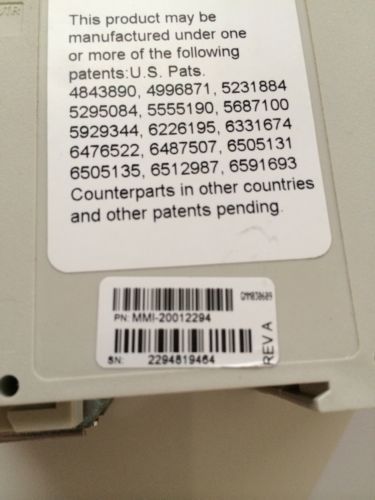 This product may be
manufactured under one
or more of the following
patents:U.S. Pats.
4843890, 4996871, 5231884
5295084, 5555190, 5687100
5929344, 6226195, 6331674
6476522, 6487507, 6505131
6505135, 6512987, 6591693
Counterparts in other countries
and other patents pending.
GMM030609
PN: MMI-20012294
SN: 2294819464
REV A